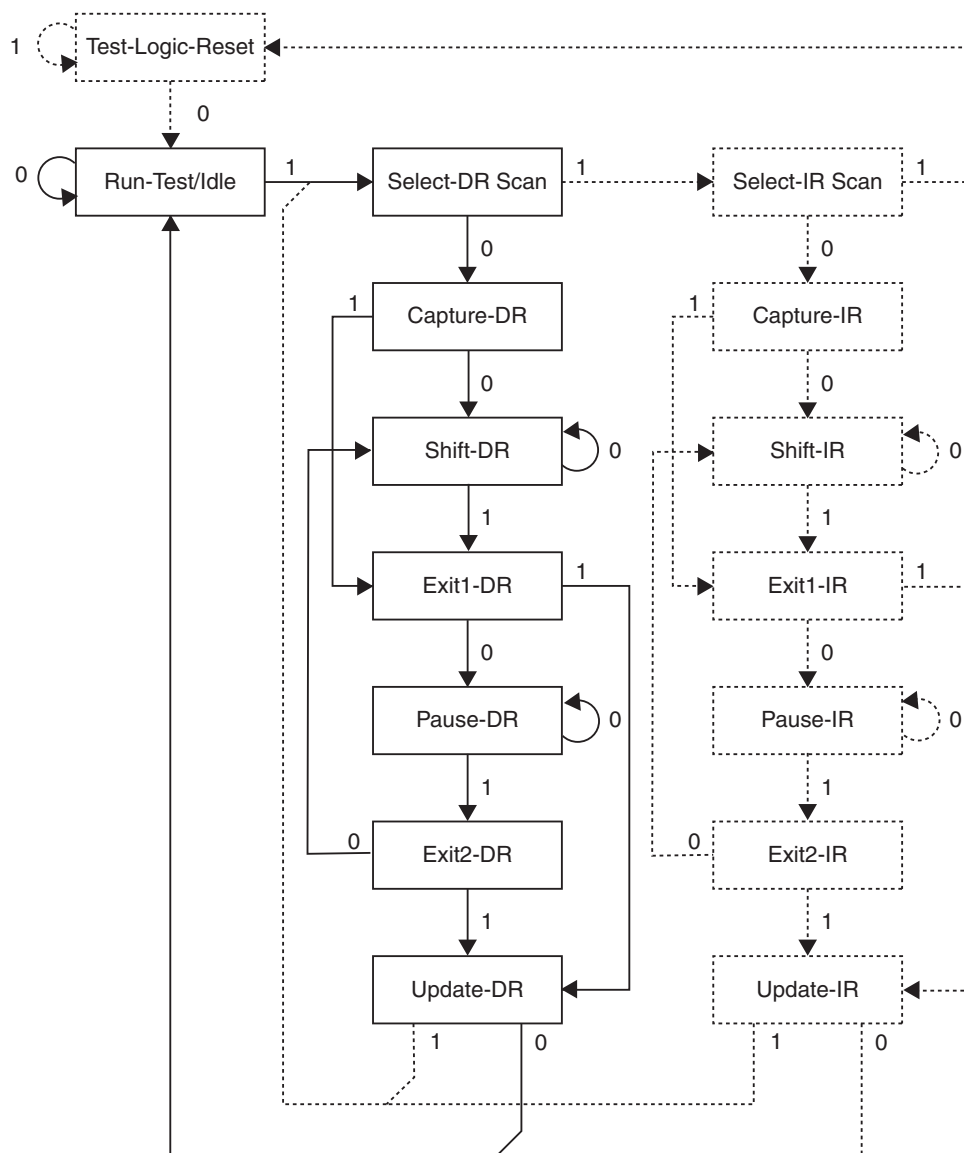 1 Test-Logic-Reset
0
0 Run-Test/Idle 1 Select-DR Scan 1 Select-IR Scan 1
0 0
1 Capture-DR 1 Capture-IR
0 0
Shift-DR 0 Shift-IR 0
1 1
Exit1-DR 1 Exit1-IR 1
0 0
Pause-DR 0 Pause-IR 0
1 1
0 Exit2-DR 0 Exit2-IR
1 1
Update-DR Update-IR
1 0 1 0